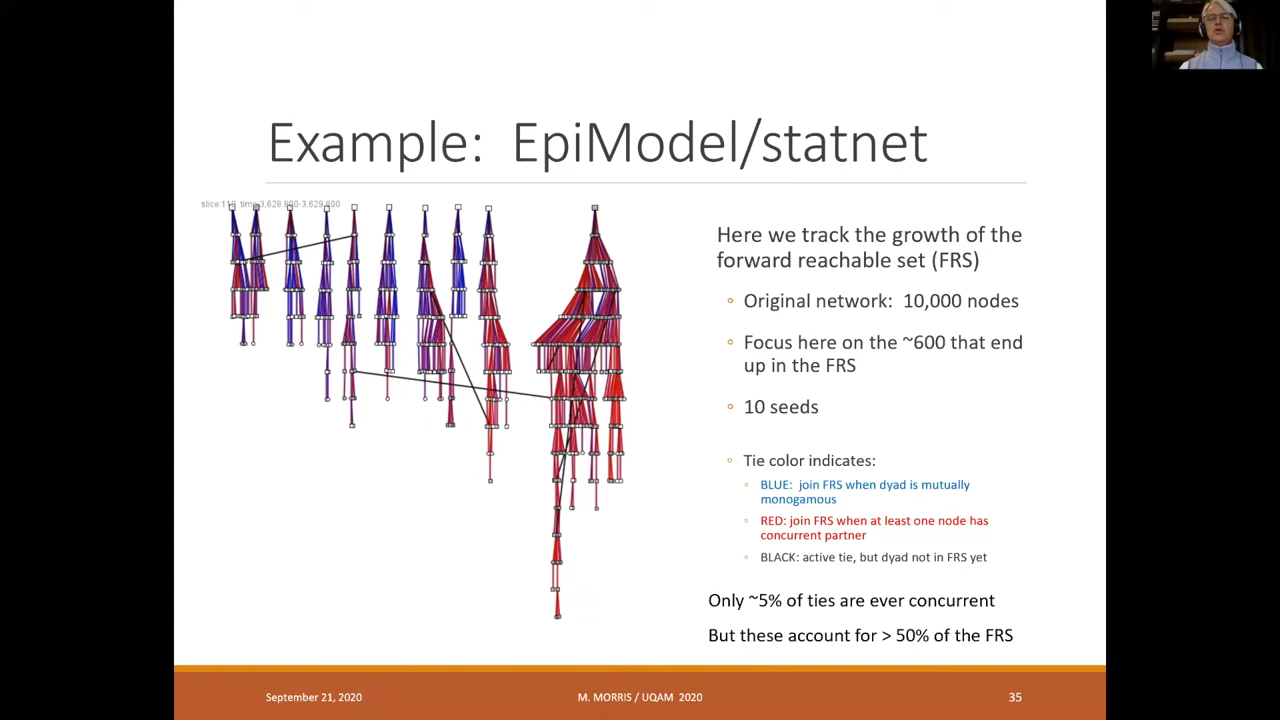 Example: EpiModel/statnet
slice:119 time:3,628.800-3,629.800
Here we track the growth of the
forward reachable set (FRS)
◦ Original network: 10,000 nodes
◦ Focus here on the ~600 that end
up in the FRS
◦ 10 seeds
◦ Tie color indicates:
◦ BLUE: join FRS when dyad is mutually
monogamous
◦ RED: join FRS when at least one node has
concurrent partner
◦ BLACK: active tie, but dyad not in FRS yet
Only ~5% of ties are ever concurrent
But these account for > 50% of the FRS
September 21, 2020
M. MORRIS / UQAM 2020
35